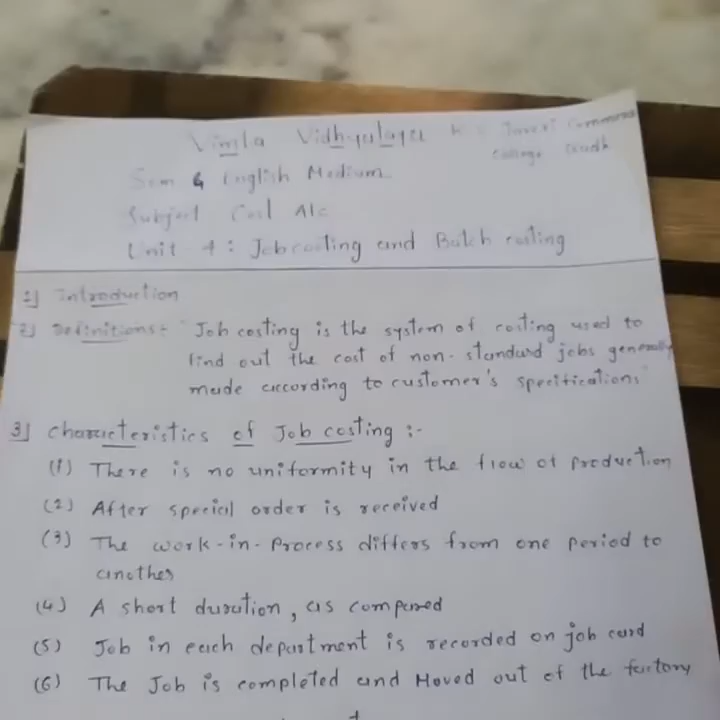 Vimla Vidhyalaya
College
Sem 4 English Medium
Subject Cost A/c
Unit 4 : Job costing and Batch costing
1] Introduction
2] Definitions :- "Job costing is the system of costing used to
find out the cost of non-standard jobs generally
made according to customer's specifications"
3] Characteristics of Job costing :-
(1) There is no uniformity in the flow of production
(2) After special order is received
(3) The work-in-Process differs from one period to
another
(4) A short duration, as compared
(5) Job in each department is recorded on job card
(6) The Job is completed and Moved out of the factory